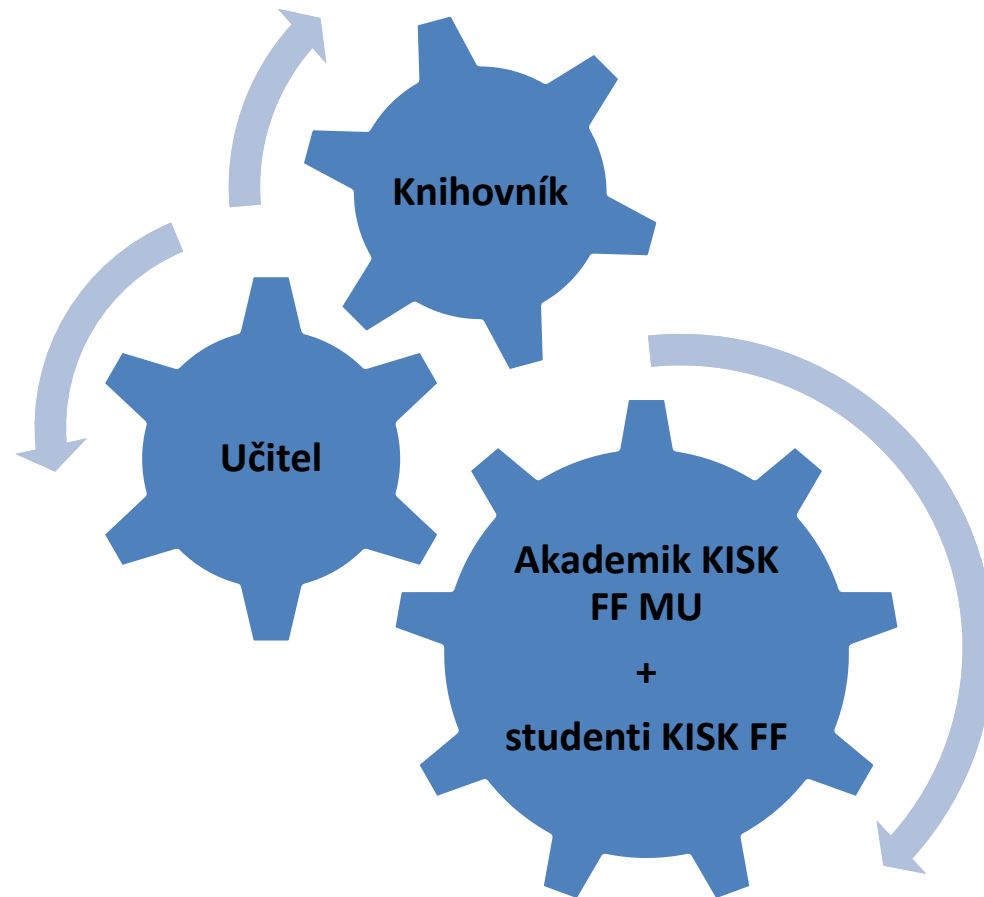 Knihovník
Učitel
Akademik KISK
FF MU
+
studenti KISK FF